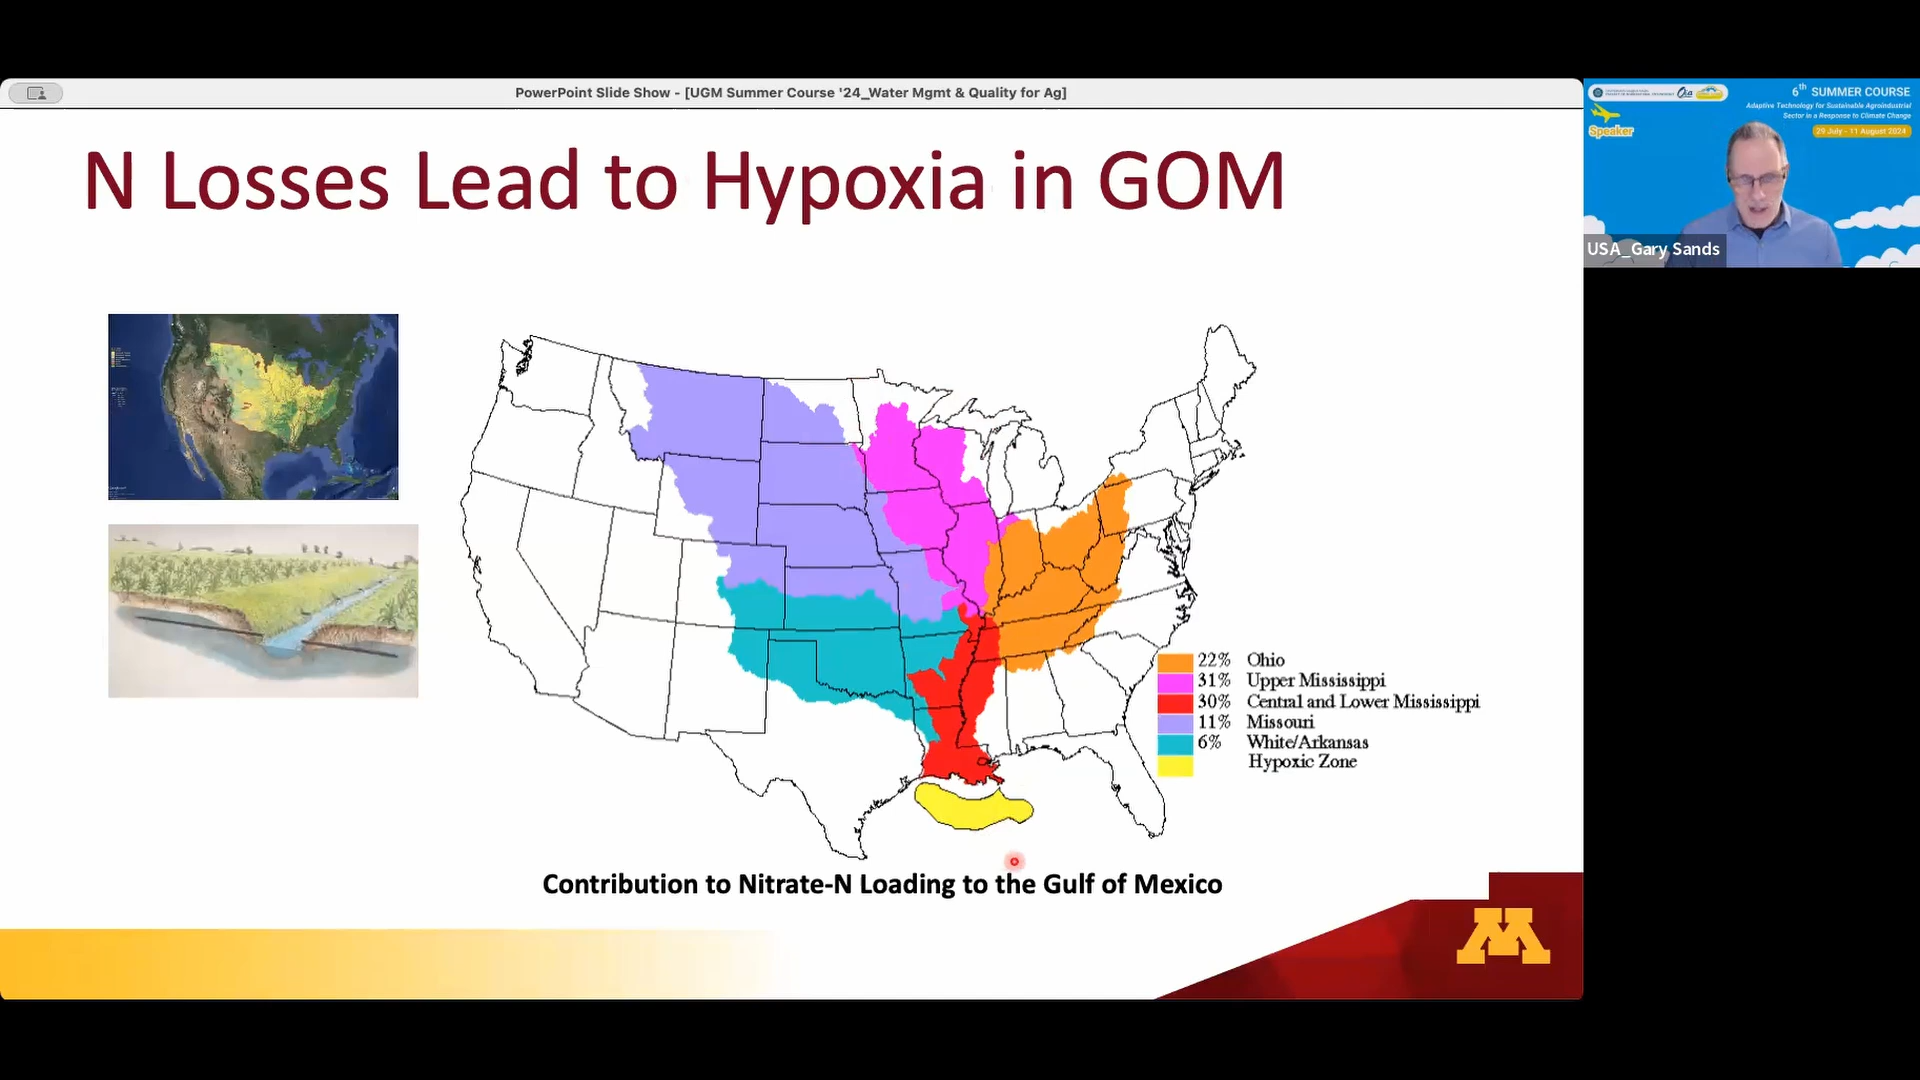 PowerPoint Slide Show - [UGM Summer Course '24_Water Mgmt & Quality for Ag]
N Losses Lead to Hypoxia in GOM
22% Ohio
31% Upper Mississippi
30% Central and Lower Mississippi
11% Missouri
6% White/Arkansas
Hypoxic Zone
Contribution to Nitrate-N Loading to the Gulf of Mexico
M
6th SUMMER COURSE
Adaptive Technology for Sustainable Agroindustrial
Sector in a Response to Climate Change
29 July - 11 August 2024
Speaker
USA_Gary Sands